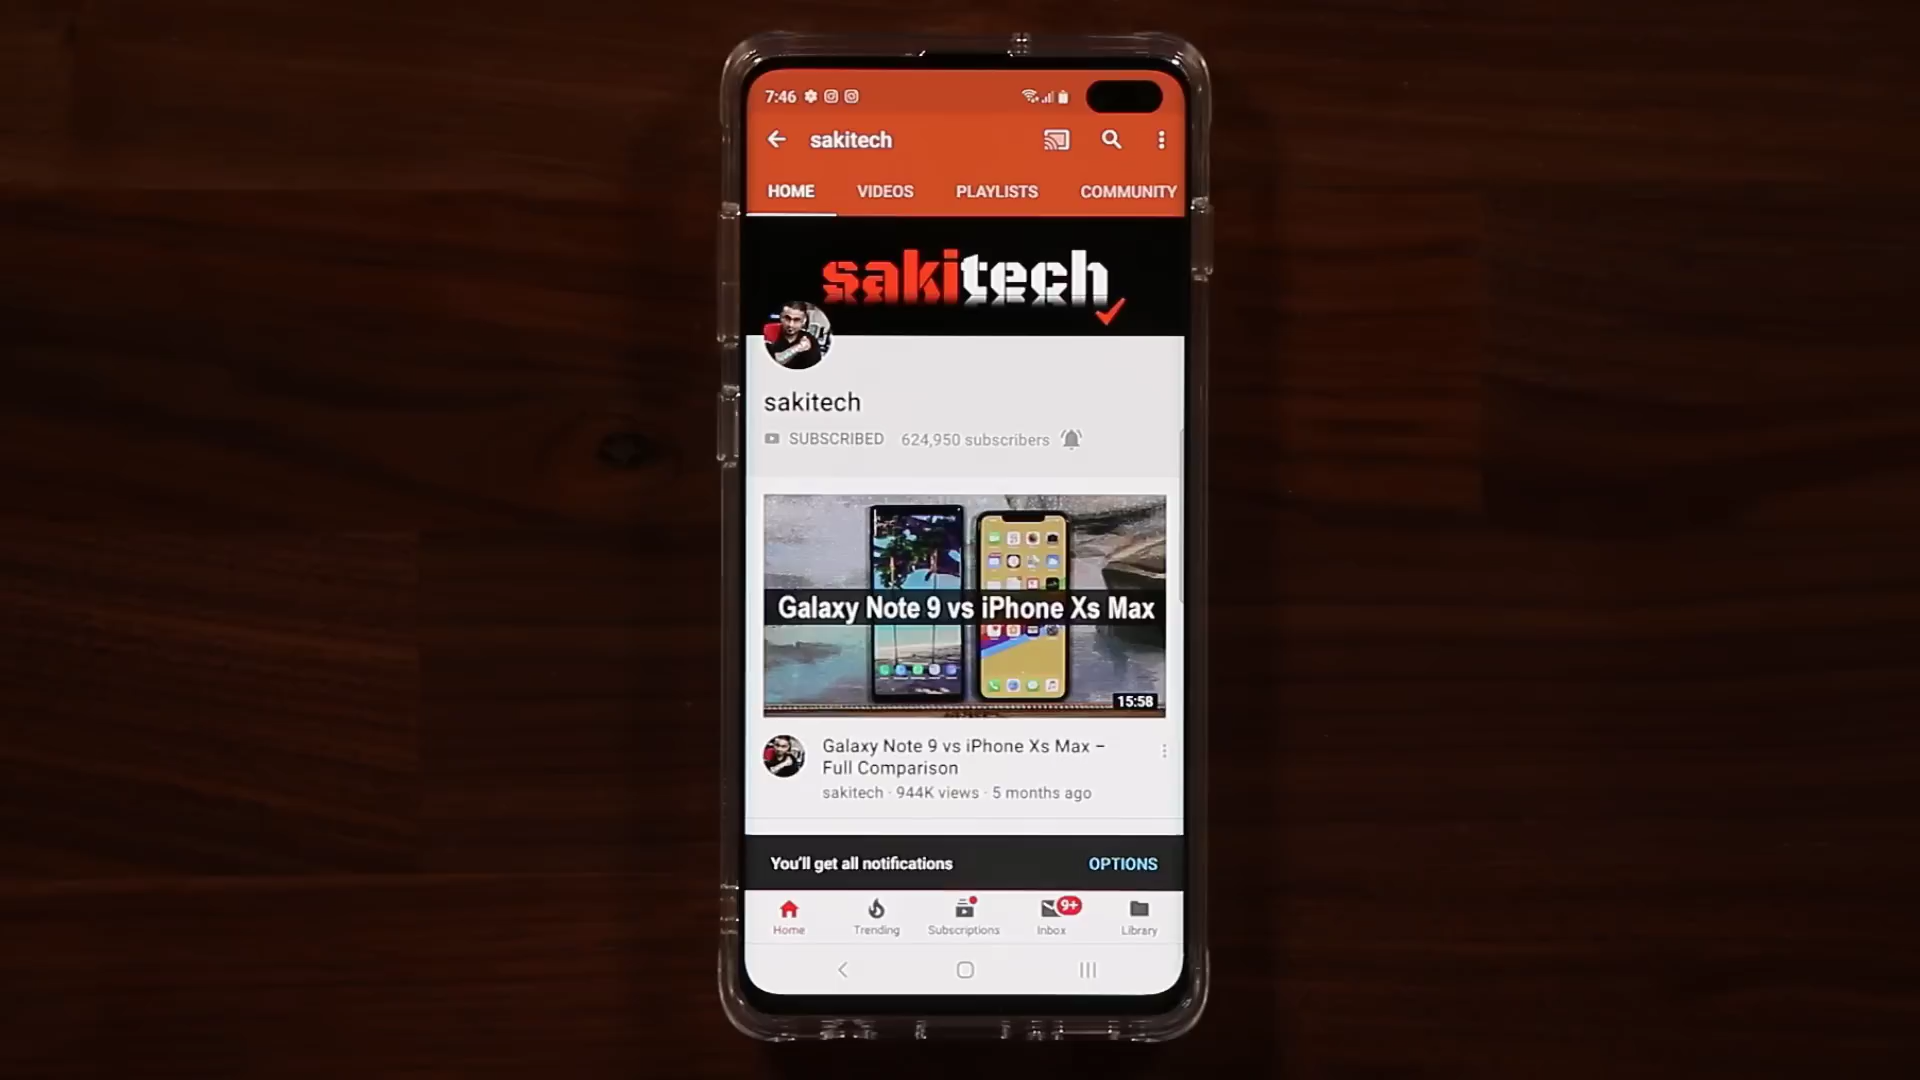 7:46
sakitech
HOME VIDEOS PLAYLISTS COMMUNITY
sakitech
sakitech
SUBSCRIBED 624,950 subscribers
Galaxy Note 9 vs iPhone Xs Max
15:58
Galaxy Note 9 vs iPhone Xs Max –
Full Comparison
sakitech · 944K views · 5 months ago
You'll get all notifications OPTIONS
9+
Home Trending Subscriptions Inbox Library